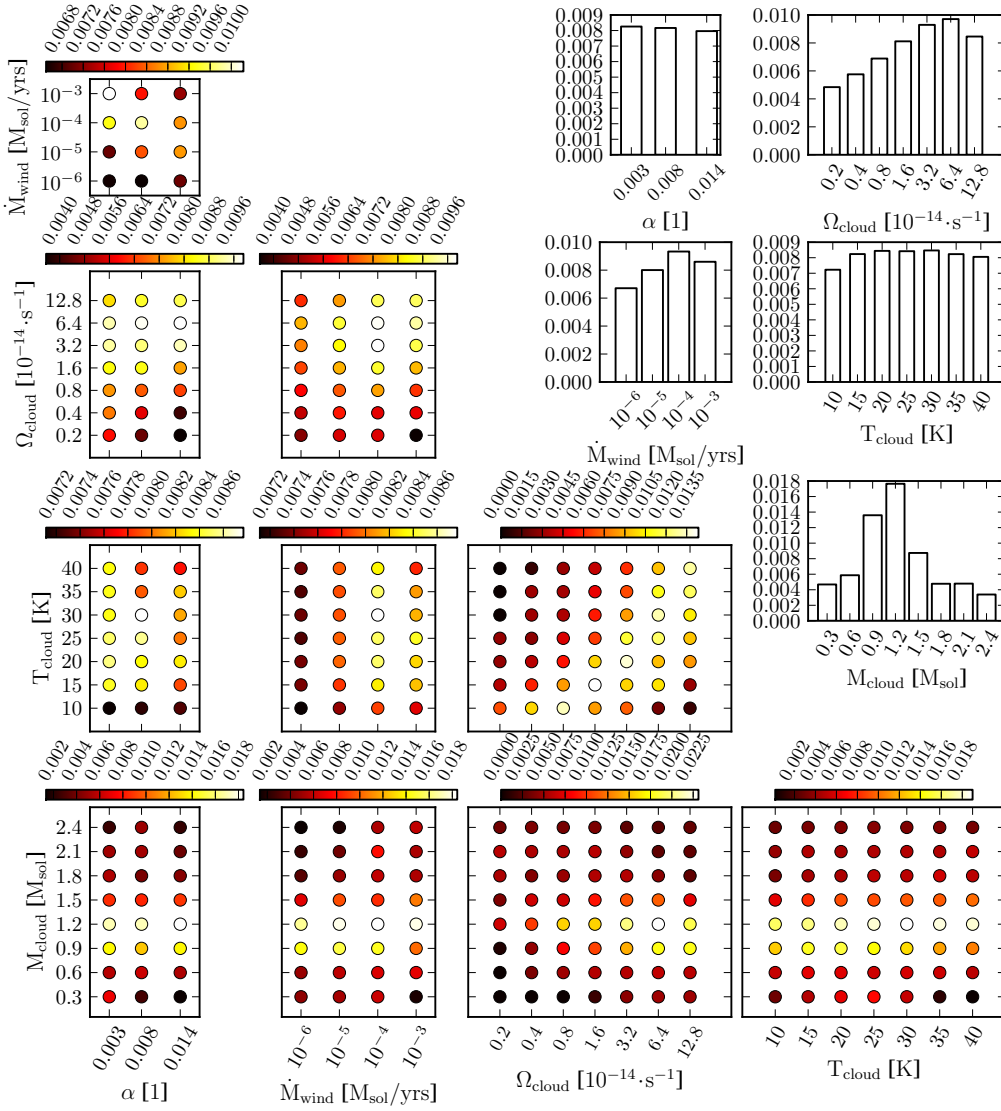 0.0068 0.0072 0.0076 0.0080 0.0084 0.0088 0.0092 0.0096 0.0100
Ṁwind [Msol/yrs]
10⁻³
10⁻⁴
10⁻⁵
10⁻⁶
0.009
0.008
0.007
0.006
0.005
0.004
0.003
0.002
0.001
0.000
0.003 0.008 0.014
α [1]
0.010
0.008
0.006
0.004
0.002
0.000
0.2 0.4 0.8 1.6 3.2 6.4 12.8
Ωcloud [10⁻¹⁴·s⁻¹]
0.0040 0.0048 0.0056 0.0064 0.0072 0.0080 0.0088 0.0096
Ωcloud [10⁻¹⁴·s⁻¹]
12.8
6.4
3.2
1.6
0.8
0.4
0.2
0.0040 0.0048 0.0056 0.0064 0.0072 0.0080 0.0088 0.0096
0.010
0.008
0.006
0.004
0.002
0.000
10⁻⁶ 10⁻⁵ 10⁻⁴ 10⁻³
Ṁwind [Msol/yrs]
0.009
0.008
0.007
0.006
0.005
0.004
0.003
0.002
0.001
0.000
10 15 20 25 30 35 40
Tcloud [K]
0.0072 0.0074 0.0076 0.0078 0.0080 0.0082 0.0084 0.0086
Tcloud [K]
40
35
30
25
20
15
10
0.0072 0.0074 0.0076 0.0078 0.0080 0.0082 0.0084 0.0086
0.0000 0.0015 0.0030 0.0045 0.0060 0.0075 0.0090 0.0105 0.0120 0.0135
0.018
0.016
0.014
0.012
0.010
0.008
0.006
0.004
0.002
0.000
0.3 0.6 0.9 1.2 1.5 1.8 2.1 2.4
Mcloud [Msol]
0.002 0.004 0.006 0.008 0.010 0.012 0.014 0.016 0.018
Mcloud [Msol]
2.4
2.1
1.8
1.5
1.2
0.9
0.6
0.3
0.003 0.008 0.014
α [1]
0.002 0.004 0.006 0.008 0.010 0.012 0.014 0.016 0.018
10⁻⁶ 10⁻⁵ 10⁻⁴ 10⁻³
Ṁwind [Msol/yrs]
0.0000 0.0025 0.0050 0.0075 0.0100 0.0125 0.0150 0.0175 0.0200 0.0225
0.2 0.4 0.8 1.6 3.2 6.4 12.8
Ωcloud [10⁻¹⁴·s⁻¹]
0.002 0.004 0.006 0.008 0.010 0.012 0.014 0.016 0.018
10 15 20 25 30 35 40
Tcloud [K]